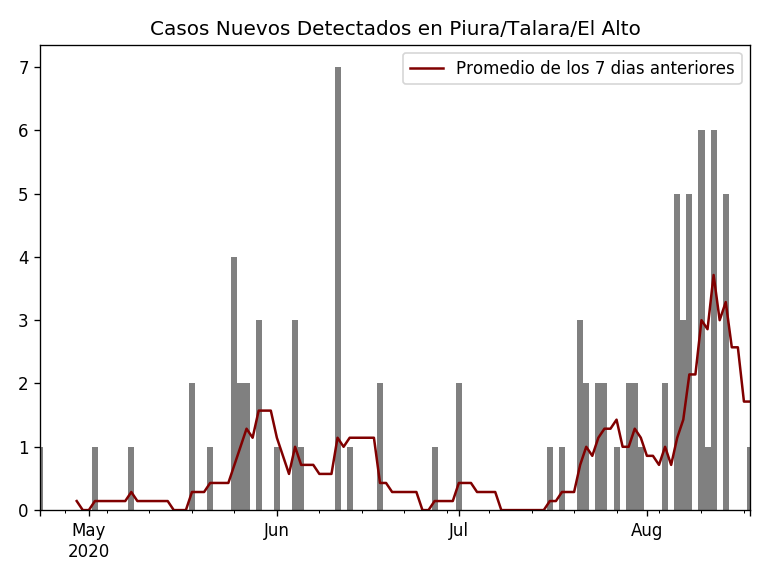 Casos Nuevos Detectados en Piura/Talara/El Alto
Promedio de los 7 dias anteriores
7
6
5
4
3
2
1
0
May
2020
Jun
Jul
Aug